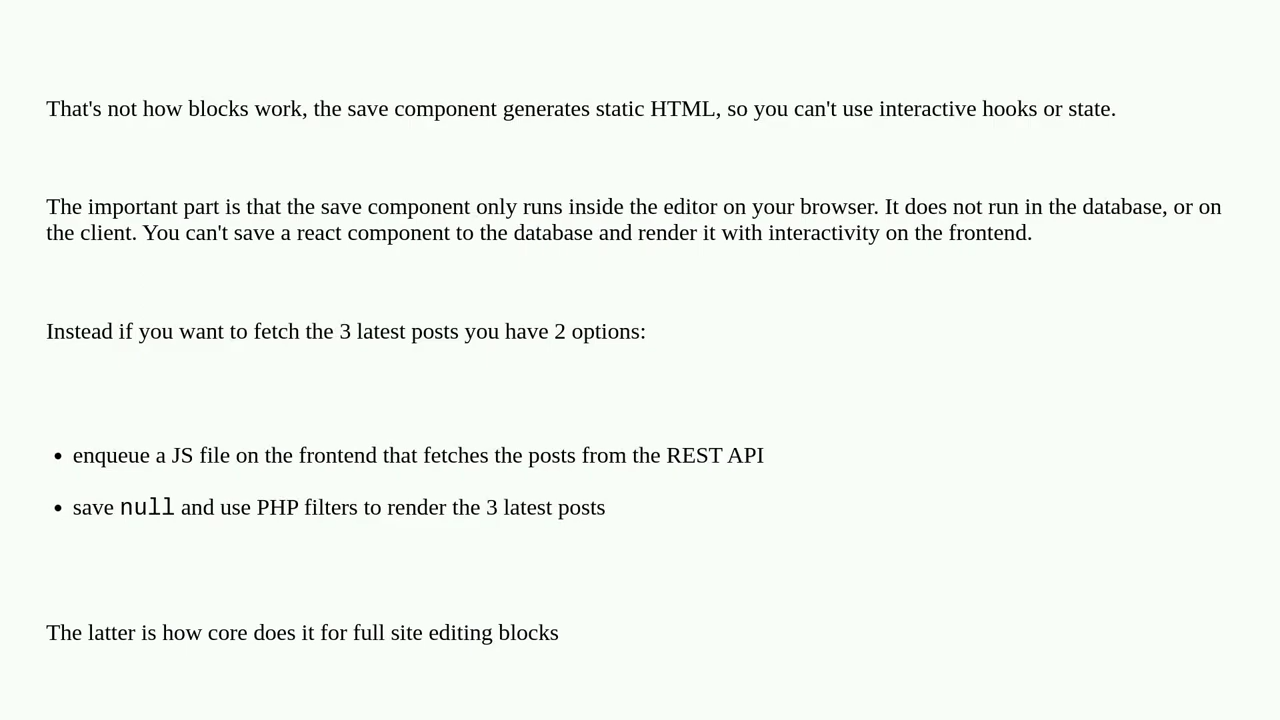 That's not how blocks work, the save component generates static HTML, so you can't use interactive hooks or state.
The important part is that the save component only runs inside the editor on your browser. It does not run in the database, or on
the client. You can't save a react component to the database and render it with interactivity on the frontend.
Instead if you want to fetch the 3 latest posts you have 2 options:
• enqueue a JS file on the frontend that fetches the posts from the REST API
• save null and use PHP filters to render the 3 latest posts
The latter is how core does it for full site editing blocks